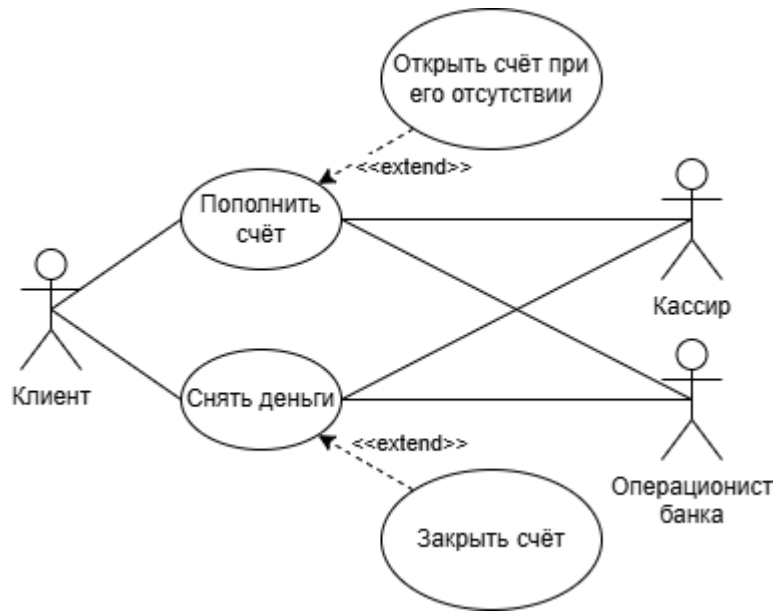 Открыть счёт при
его отсутствии
<<extend>>
Пополнить
счёт
Кассир
Клиент
Снять деньги
<<extend>>
Операционист
банка
Закрыть счёт